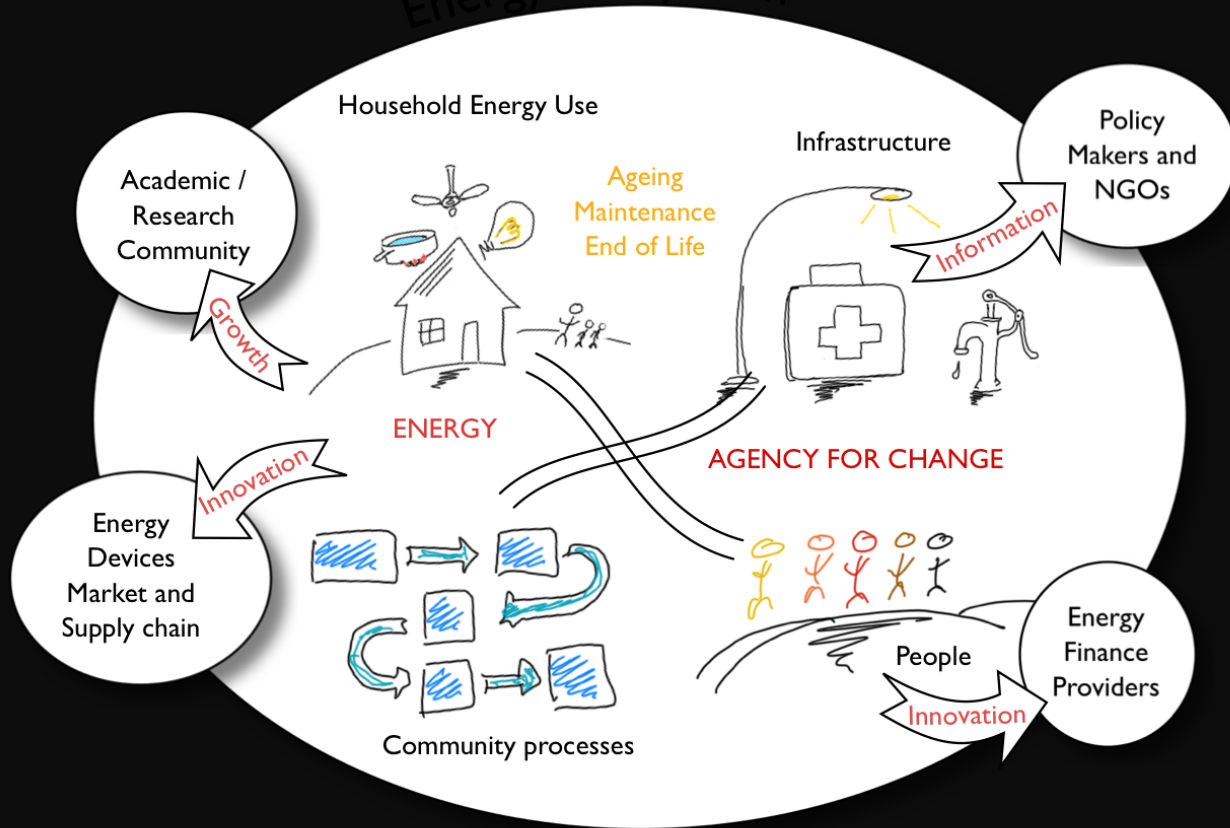 Energy
Household Energy Use
Infrastructure
Policy
Makers and
NGOs
Academic /
Research
Community
Ageing
Maintenance
End of Life
Information
Growth
ENERGY
AGENCY FOR CHANGE
Innovation
Energy
Devices
Market and
Supply chain
Energy
Finance
Providers
People
Innovation
Community processes